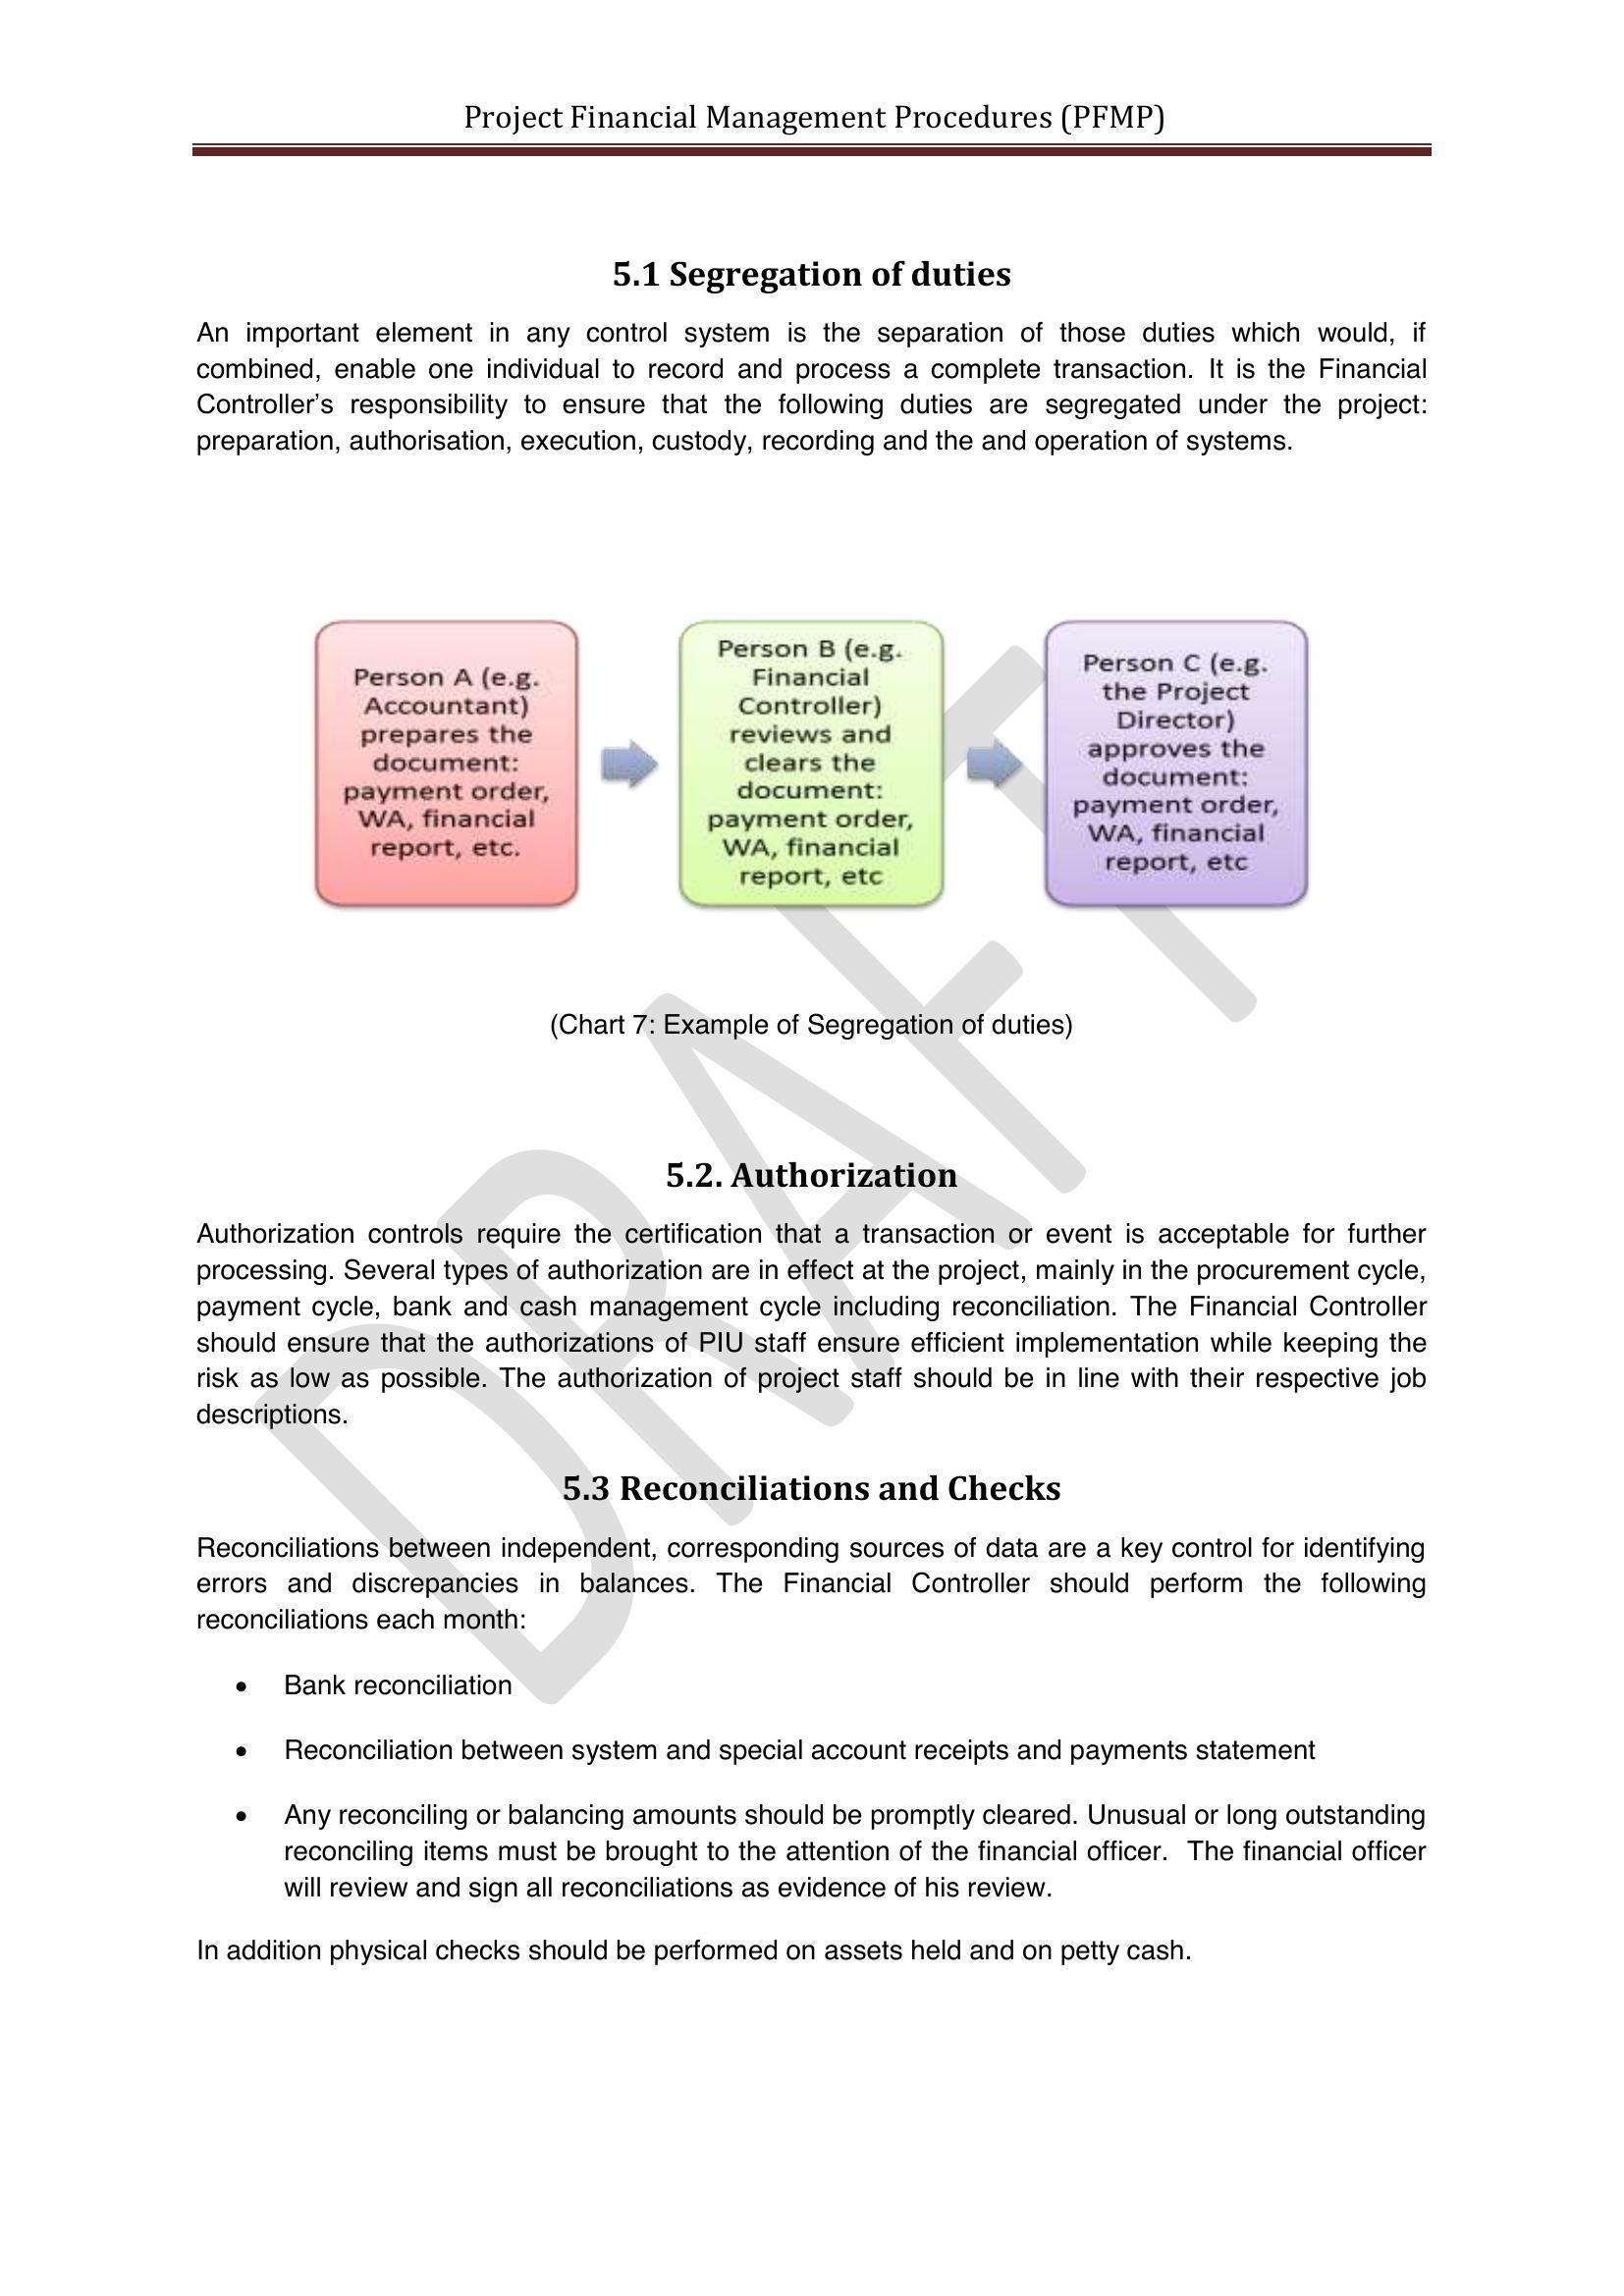 Project Financial Management Procedures (PFMP)
5.1 Segregation of duties
An important element in any control system is the separation of those duties which would, if
combined, enable one individual to record and process a complete transaction. It is the Financial
Controller’s responsibility to ensure that the following duties are segregated under the project:
preparation, authorisation, execution, custody, recording and the and operation of systems.
Person A (e.g.
Accountant)
prepares the
document:
payment order,
WA, financial
report, etc.
Person B (e.g.
Financial
Controller)
reviews and
clears the
document:
payment order,
WA, financial
report, etc
Person C (e.g.
the Project
Director)
approves the
document:
payment order,
WA, financial
report, etc
(Chart 7: Example of Segregation of duties)
5.2. Authorization
Authorization controls require the certification that a transaction or event is acceptable for further
processing. Several types of authorization are in effect at the project, mainly in the procurement cycle,
payment cycle, bank and cash management cycle including reconciliation. The Financial Controller
should ensure that the authorizations of PIU staff ensure efficient implementation while keeping the
risk as low as possible. The authorization of project staff should be in line with their respective job
descriptions.
5.3 Reconciliations and Checks
Reconciliations between independent, corresponding sources of data are a key control for identifying
errors and discrepancies in balances. The Financial Controller should perform the following
reconciliations each month:
• Bank reconciliation
• Reconciliation between system and special account receipts and payments statement
• Any reconciling or balancing amounts should be promptly cleared. Unusual or long outstanding
reconciling items must be brought to the attention of the financial officer.  The financial officer
will review and sign all reconciliations as evidence of his review.
In addition physical checks should be performed on assets held and on petty cash.
DRAFT